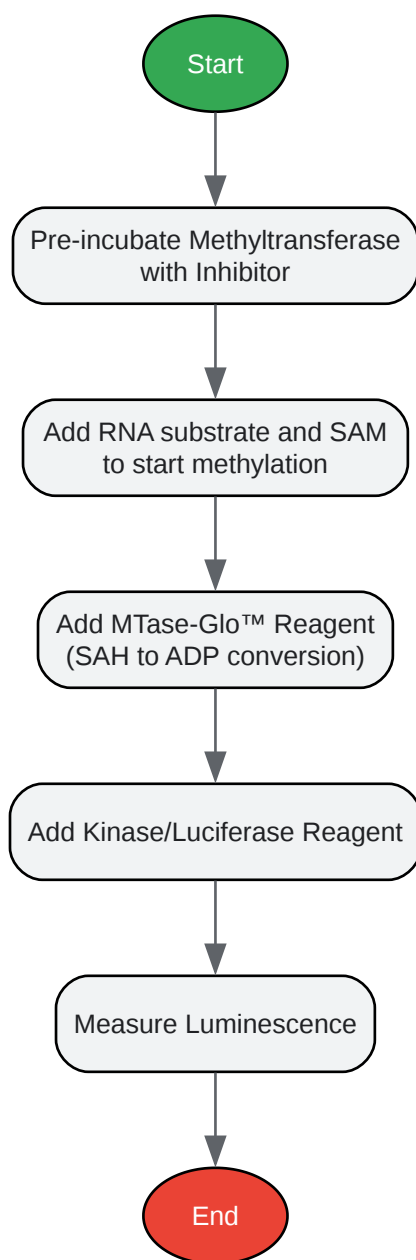 Start
Pre-incubate Methyltransferase
with Inhibitor
Add RNA substrate and SAM
to start methylation
Add MTase-Glo™ Reagent
(SAH to ADP conversion)
Add Kinase/Luciferase Reagent
Measure Luminescence
End